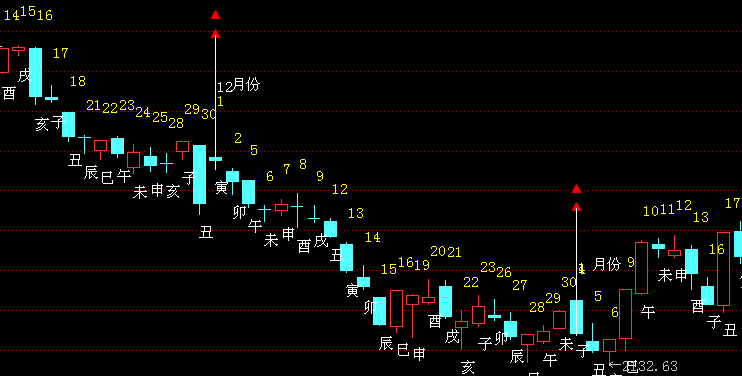 14 15 16
17
18
21 22 23 24 25 28 29 30 1
12月份
2 5 6 7 8 9 12
13
14
15 16 19 20 21 22 23 26 27 28 29 30 4
1月份
5 6 9 10 11 12 13 16 17
酉 戌 亥 子 丑 辰 巳 午 未 申 亥 子 丑 寅 卯 午 未 申 酉 戌 丑 寅 卯 辰 巳 申 酉 戌 亥 子 卯 辰 午 未 子 丑
午 未 申 酉 子 丑
←2132.63